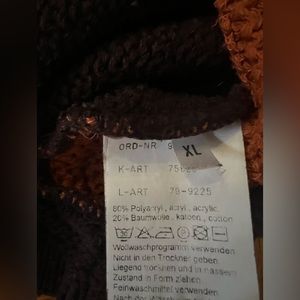 ORD-NR 9
XL
K-ART
L-ART 79-9225
80% Polyacryl, acryl, acrylic
20% Baumwolle, katoen, cotton
Wollwaschprogramm verwenden
Nicht in den Trockner geben
Liegend trocknen und in nassem
Zustand in Form ziehen
Feinwaschmittel verwenden